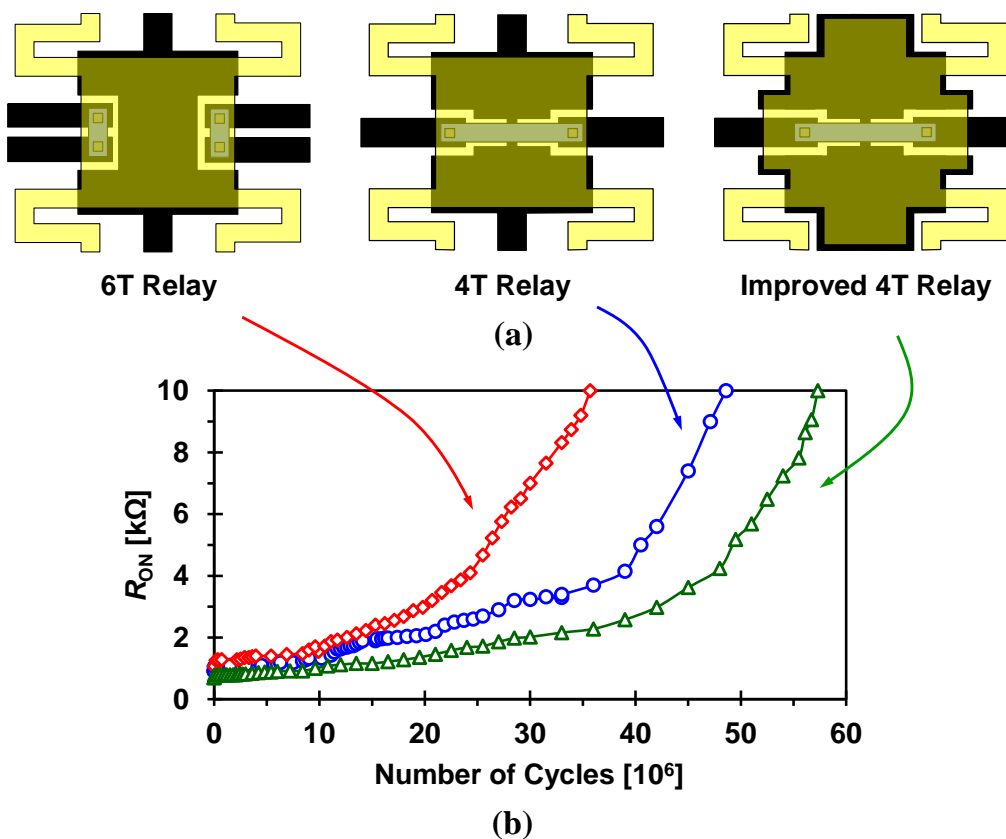 6T Relay
4T Relay
Improved 4T Relay
(a)
10
8
6
4
2
0
R_ON [kΩ]
0 10 20 30 40 50 60
Number of Cycles [10⁶]
(b)